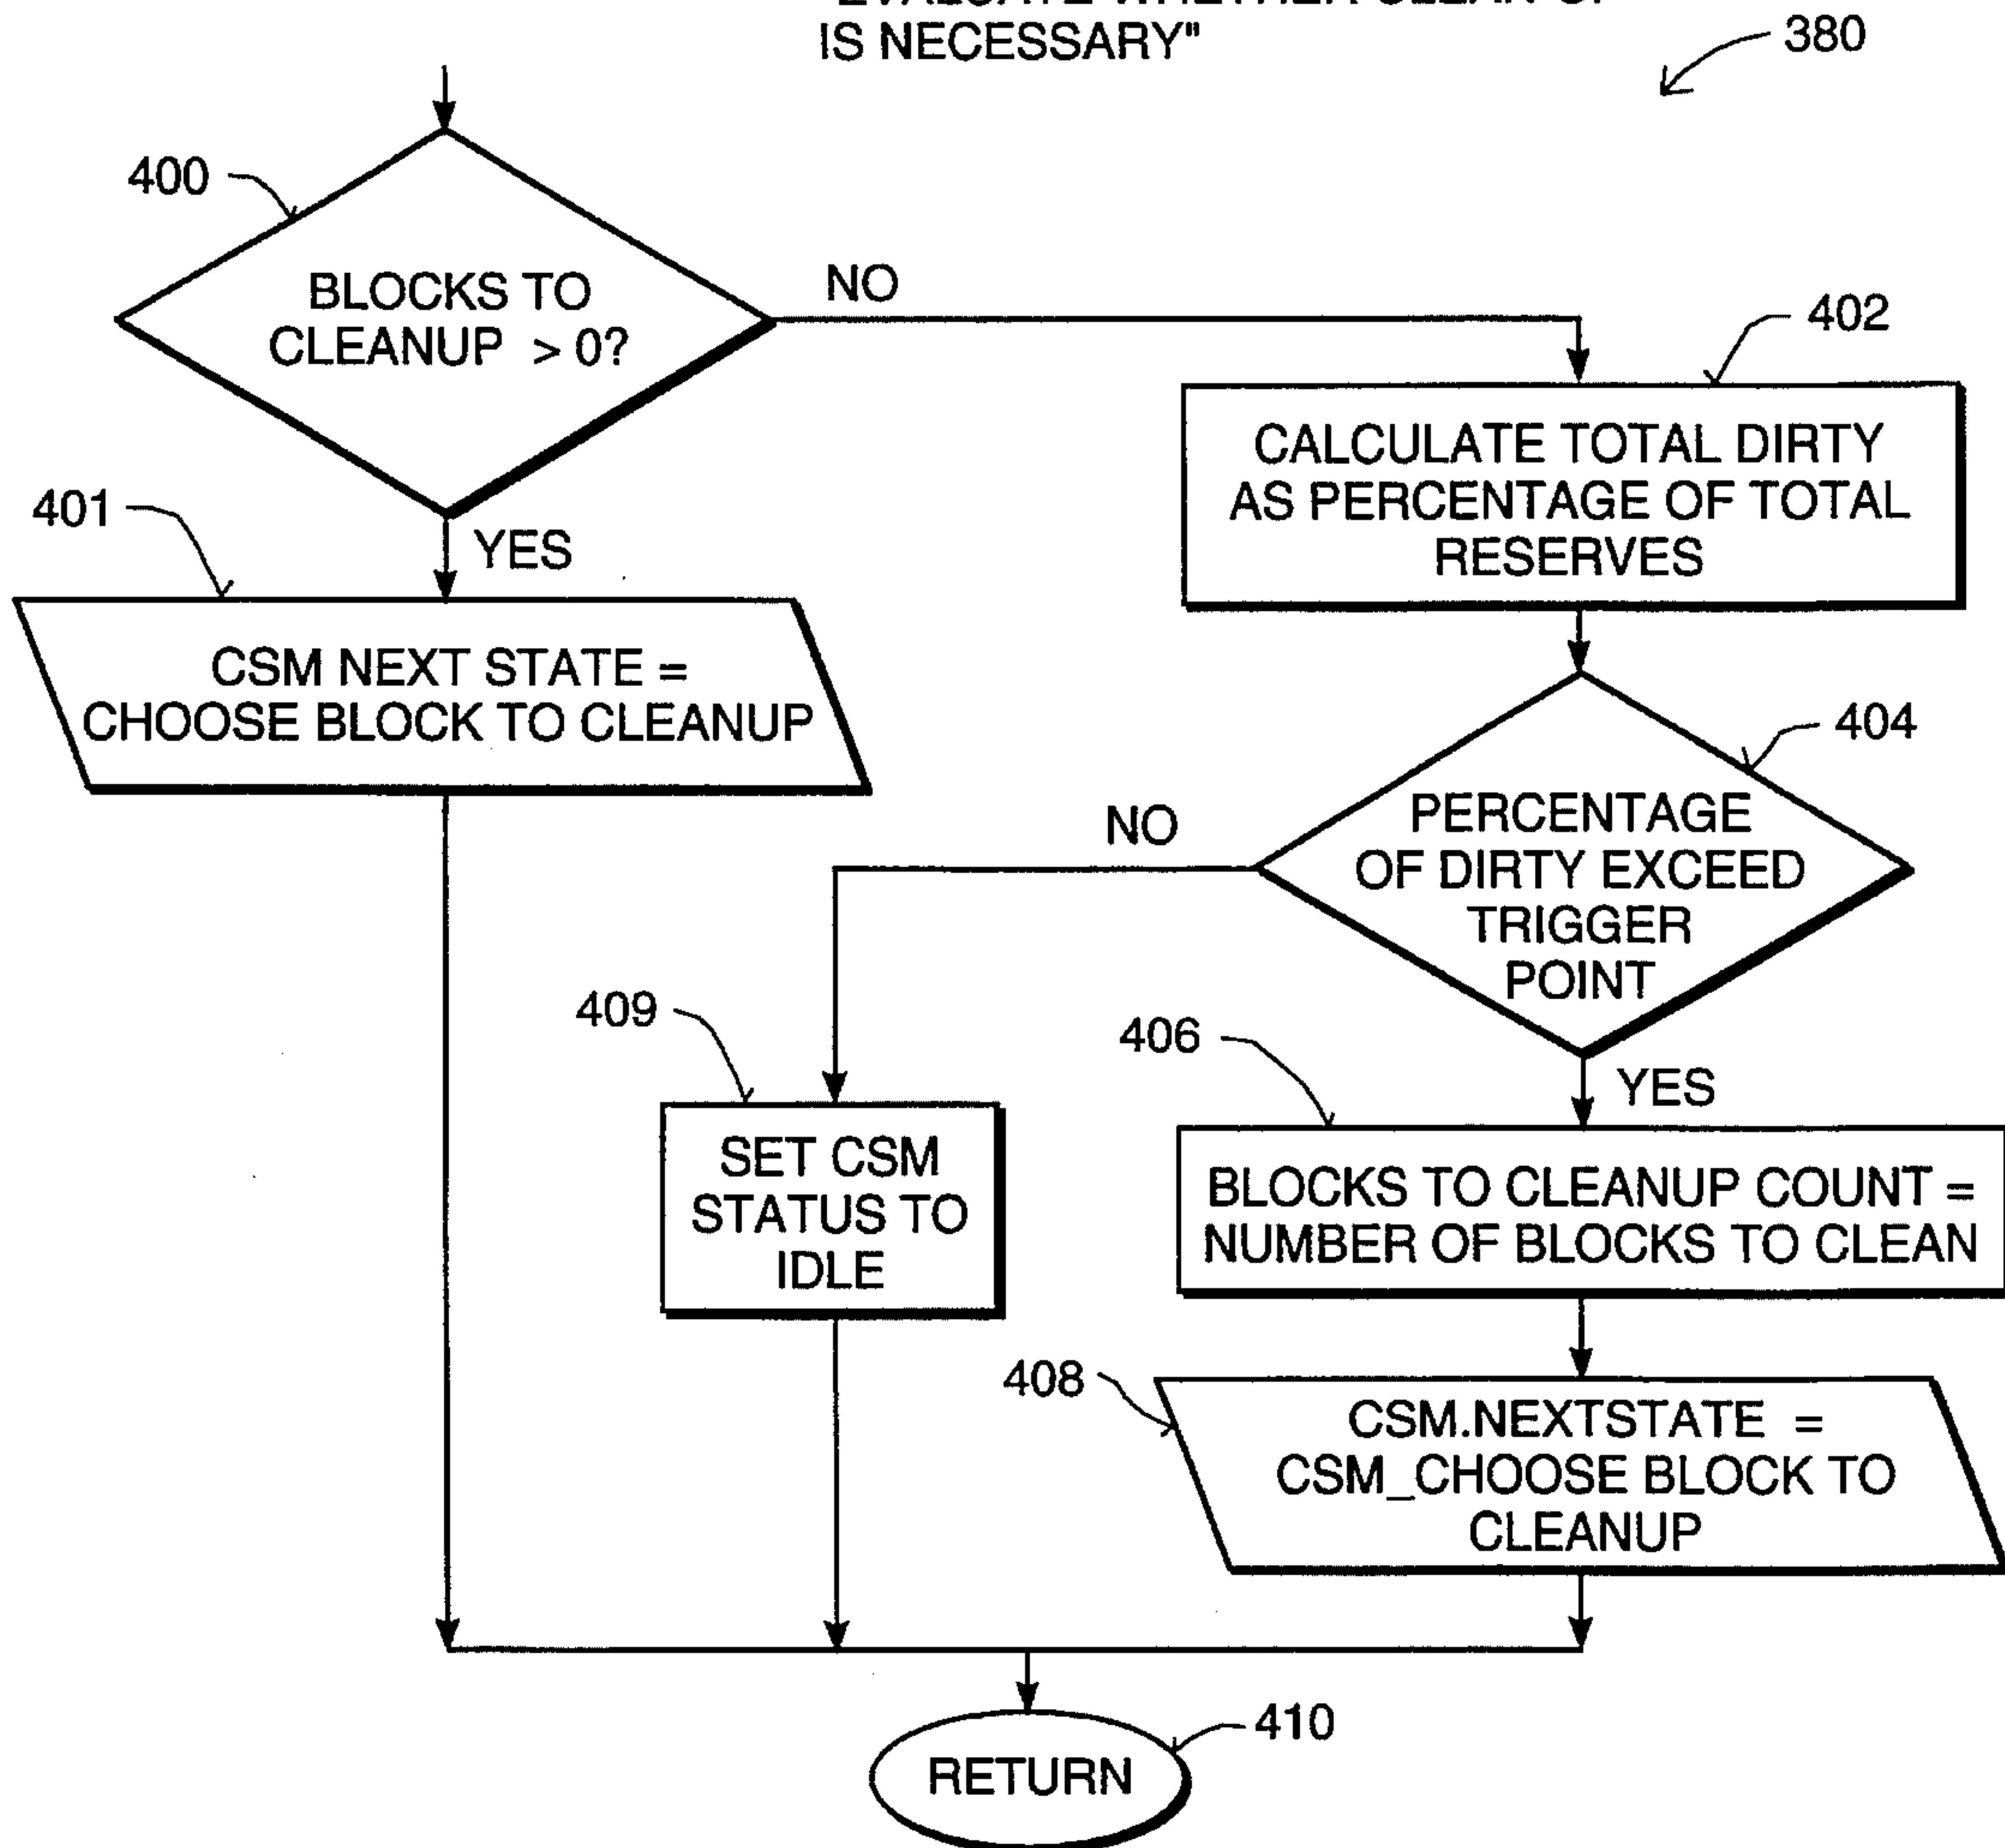 IS NECESSARY"
380
400
BLOCKS TO
CLEANUP > 0?
NO
402
CALCULATE TOTAL DIRTY
AS PERCENTAGE OF TOTAL
RESERVES
401
YES
CSM NEXT STATE =
CHOOSE BLOCK TO CLEANUP
404
PERCENTAGE
OF DIRTY EXCEED
TRIGGER
POINT
NO
409
SET CSM
STATUS TO
IDLE
406
YES
BLOCKS TO CLEANUP COUNT =
NUMBER OF BLOCKS TO CLEAN
408
CSM.NEXTSTATE =
CSM_CHOOSE BLOCK TO
CLEANUP
RETURN
410